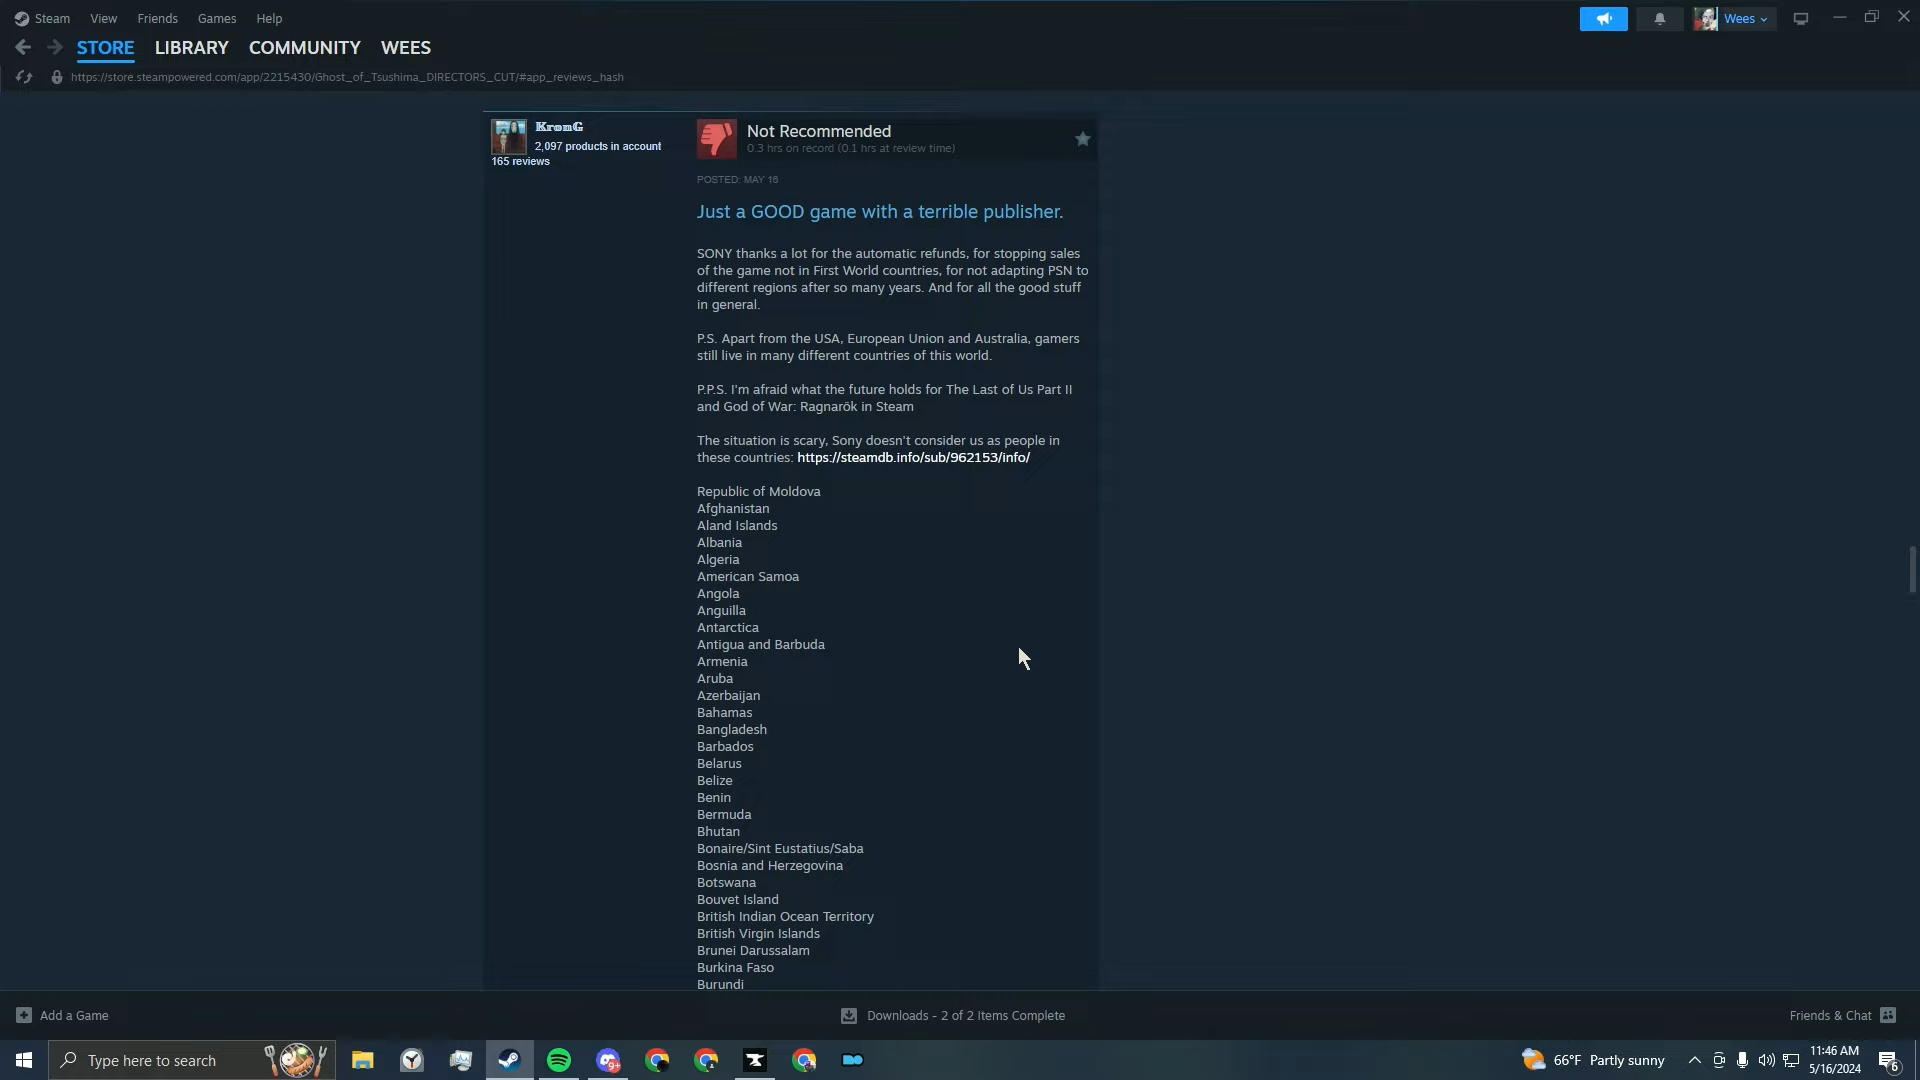 Steam View Friends Games Help
Wees
STORE LIBRARY COMMUNITY WEES
https://store.steampowered.com/app/2215430/Ghost_of_Tsushima_DIRECTORS_CUT/#app_reviews_hash
𝕂𝕣𝕠𝕟𝔾
2,097 products in account
165 reviews
Not Recommended
0.3 hrs on record (0.1 hrs at review time)
POSTED: MAY 16
Just a GOOD game with a terrible publisher.
SONY thanks a lot for the automatic refunds, for stopping sales
of the game not in First World countries, for not adapting PSN to
different regions after so many years. And for all the good stuff
in general.
P.S. Apart from the USA, European Union and Australia, gamers
still live in many different countries of this world.
P.P.S. I'm afraid what the future holds for The Last of Us Part II
and God of War: Ragnarök in Steam
The situation is scary, Sony doesn't consider us as people in
these countries: https://steamdb.info/sub/962153/info/
Republic of Moldova
Afghanistan
Aland Islands
Albania
Algeria
American Samoa
Angola
Anguilla
Antarctica
Antigua and Barbuda
Armenia
Aruba
Azerbaijan
Bahamas
Bangladesh
Barbados
Belarus
Belize
Benin
Bermuda
Bhutan
Bonaire/Sint Eustatius/Saba
Bosnia and Herzegovina
Botswana
Bouvet Island
British Indian Ocean Territory
British Virgin Islands
Brunei Darussalam
Burkina Faso
Burundi
Add a Game
Downloads - 2 of 2 Items Complete
Friends & Chat
Type here to search
9+
66°F Partly sunny
11:46 AM
5/16/2024
6